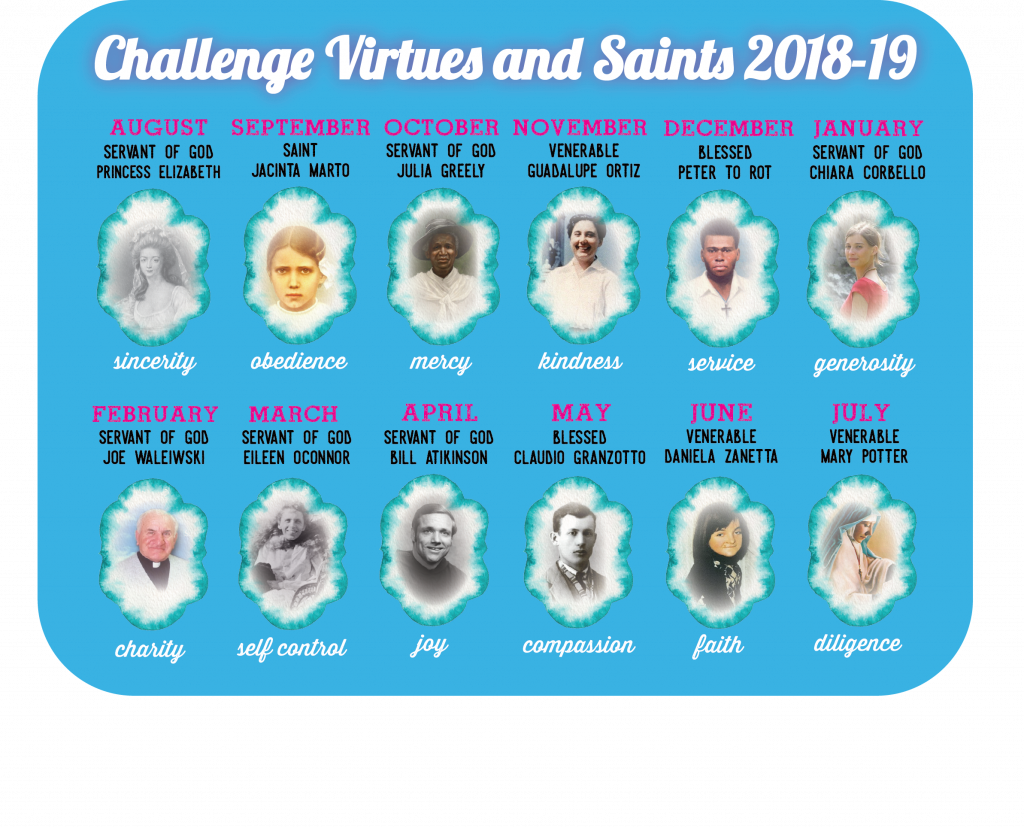 Challenge Virtues and Saints 2018-19
AUGUST SEPTEMBER OCTOBER NOVEMBER DECEMBER JANUARY
SERVANT OF GOD SAINT SERVANT OF GOD VENERABLE BLESSED SERVANT OF GOD
PRINCESS ELIZABETH JACINTA MARTO JULIA GREELY GUADALUPE ORTIZ PETER TO ROT CHIARA CORBELLO
sincerity obedience mercy kindness service generosity
FEBRUARY MARCH APRIL MAY JUNE JULY
SERVANT OF GOD SERVANT OF GOD SERVANT OF GOD BLESSED VENERABLE VENERABLE
JOE WALEIWSKI EILEEN OCONNOR BILL ATIKINSON CLAUDIO GRANZOTTO DANIELA ZANETTA MARY POTTER
charity self control joy compassion faith diligence